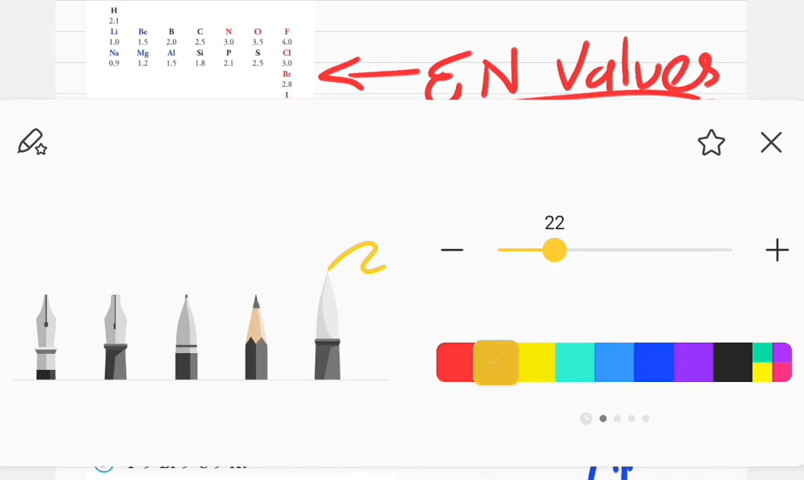 H
2.1
Li Be B C N O F
1.0 1.5 2.0 2.5 3.0 3.5 4.0
Na Mg Al Si P S Cl
0.9 1.2 1.5 1.8 2.1 2.5 3.0
Br
2.8
I
← EN Values
22